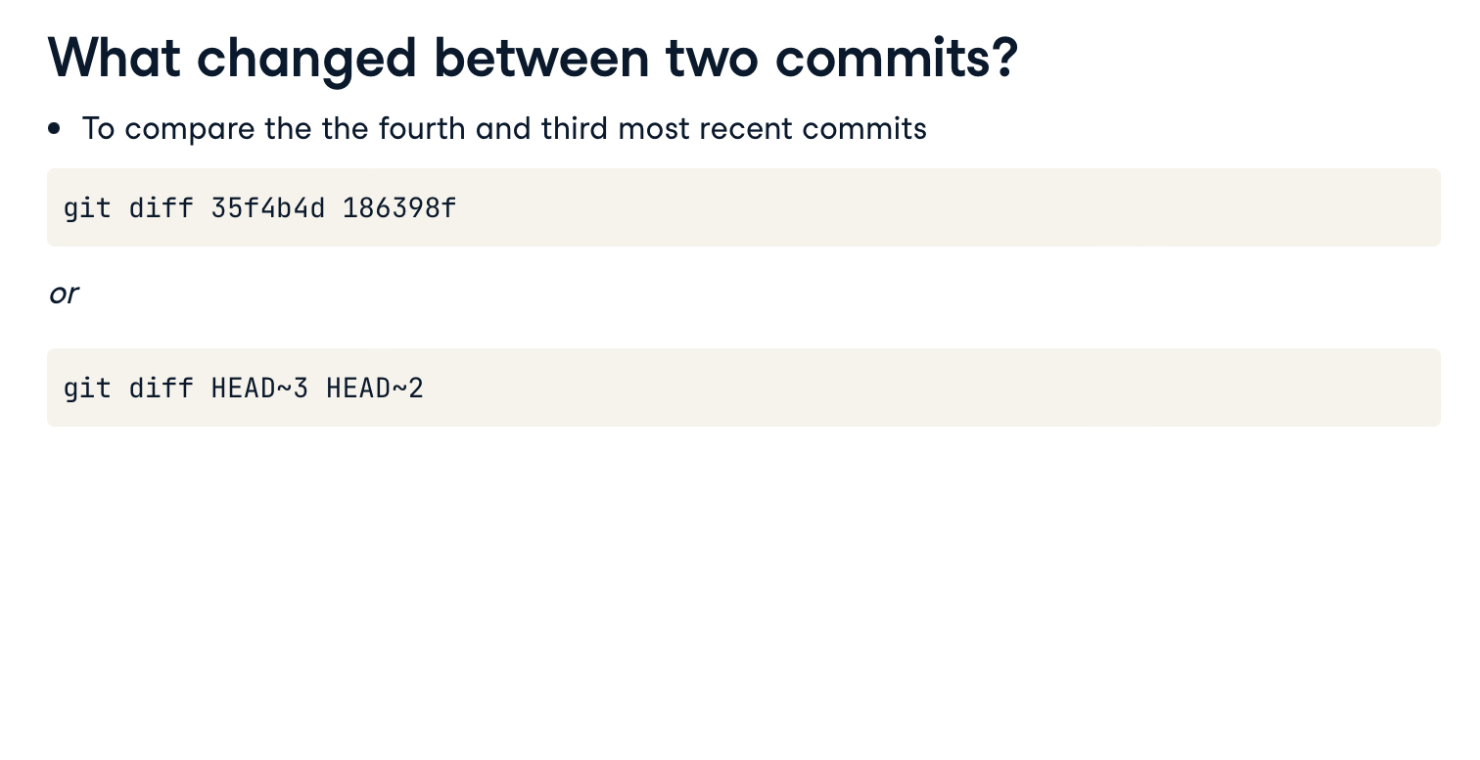 What changed between two commits?
• To compare the the fourth and third most recent commits
git diff 35f4b4d 186398f
or
git diff HEAD~3 HEAD~2